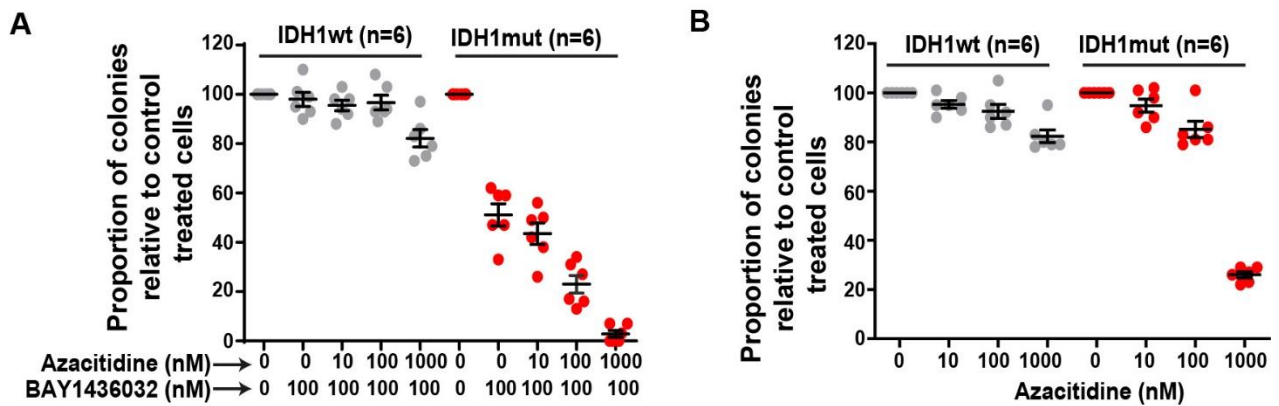 A
IDH1wt (n=6) IDH1mut (n=6)
Proportion of colonies
relative to control
treated cells
120
100
80
60
40
20
0
Azacitidine (nM) 0 0 10 100 1000 0 0 10 100 1000
BAY1436032 (nM) 0 100 100 100 100 0 100 100 100 100
B
IDH1wt (n=6) IDH1mut (n=6)
Proportion of colonies
relative to control
treated cells
120
100
80
60
40
20
0
0 10 100 1000 0 10 100 1000
Azacitidine (nM)